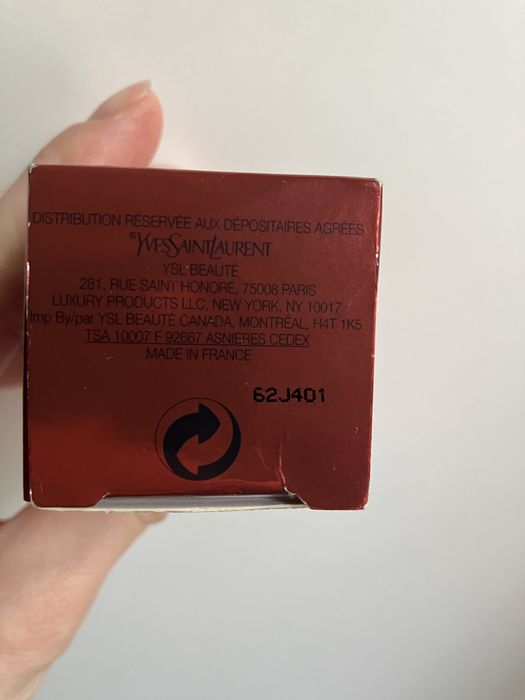 DISTRIBUTION RÉSERVÉE AUX DÉPOSITAIRES AGRÉÉS
©YVESSAINTLAURENT
YSL BEAUTÉ
281, RUE SAINT HONORÉ, 75008 PARIS
LUXURY PRODUCTS LLC, NEW YORK, NY 10017
Imp By/par YSL BEAUTÉ CANADA, MONTRÉAL, H4T 1K5
TSA 10007 F 92667 ASNIERES CEDEX
MADE IN FRANCE
62J401